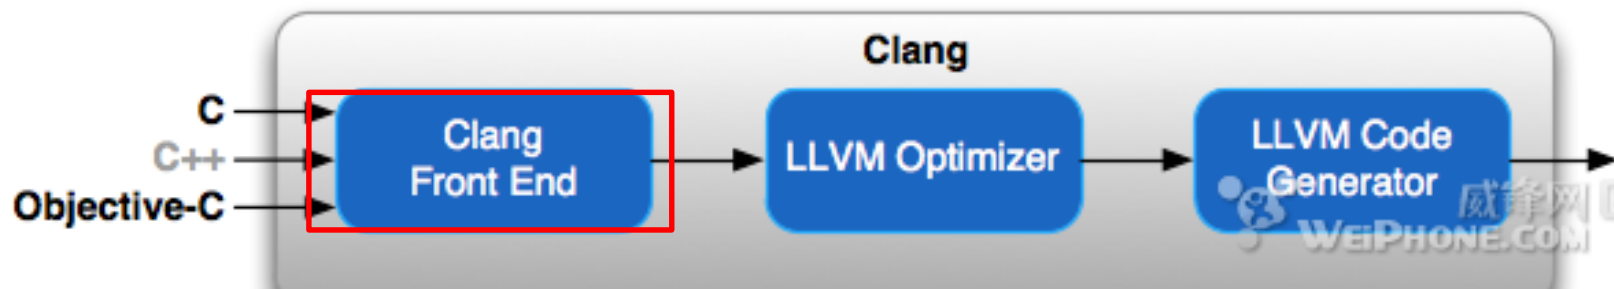 Clang
C
C++
Objective-C
Clang
Front End
LLVM Optimizer
LLVM Code
Generator
威锋网
WEIPHONE.COM